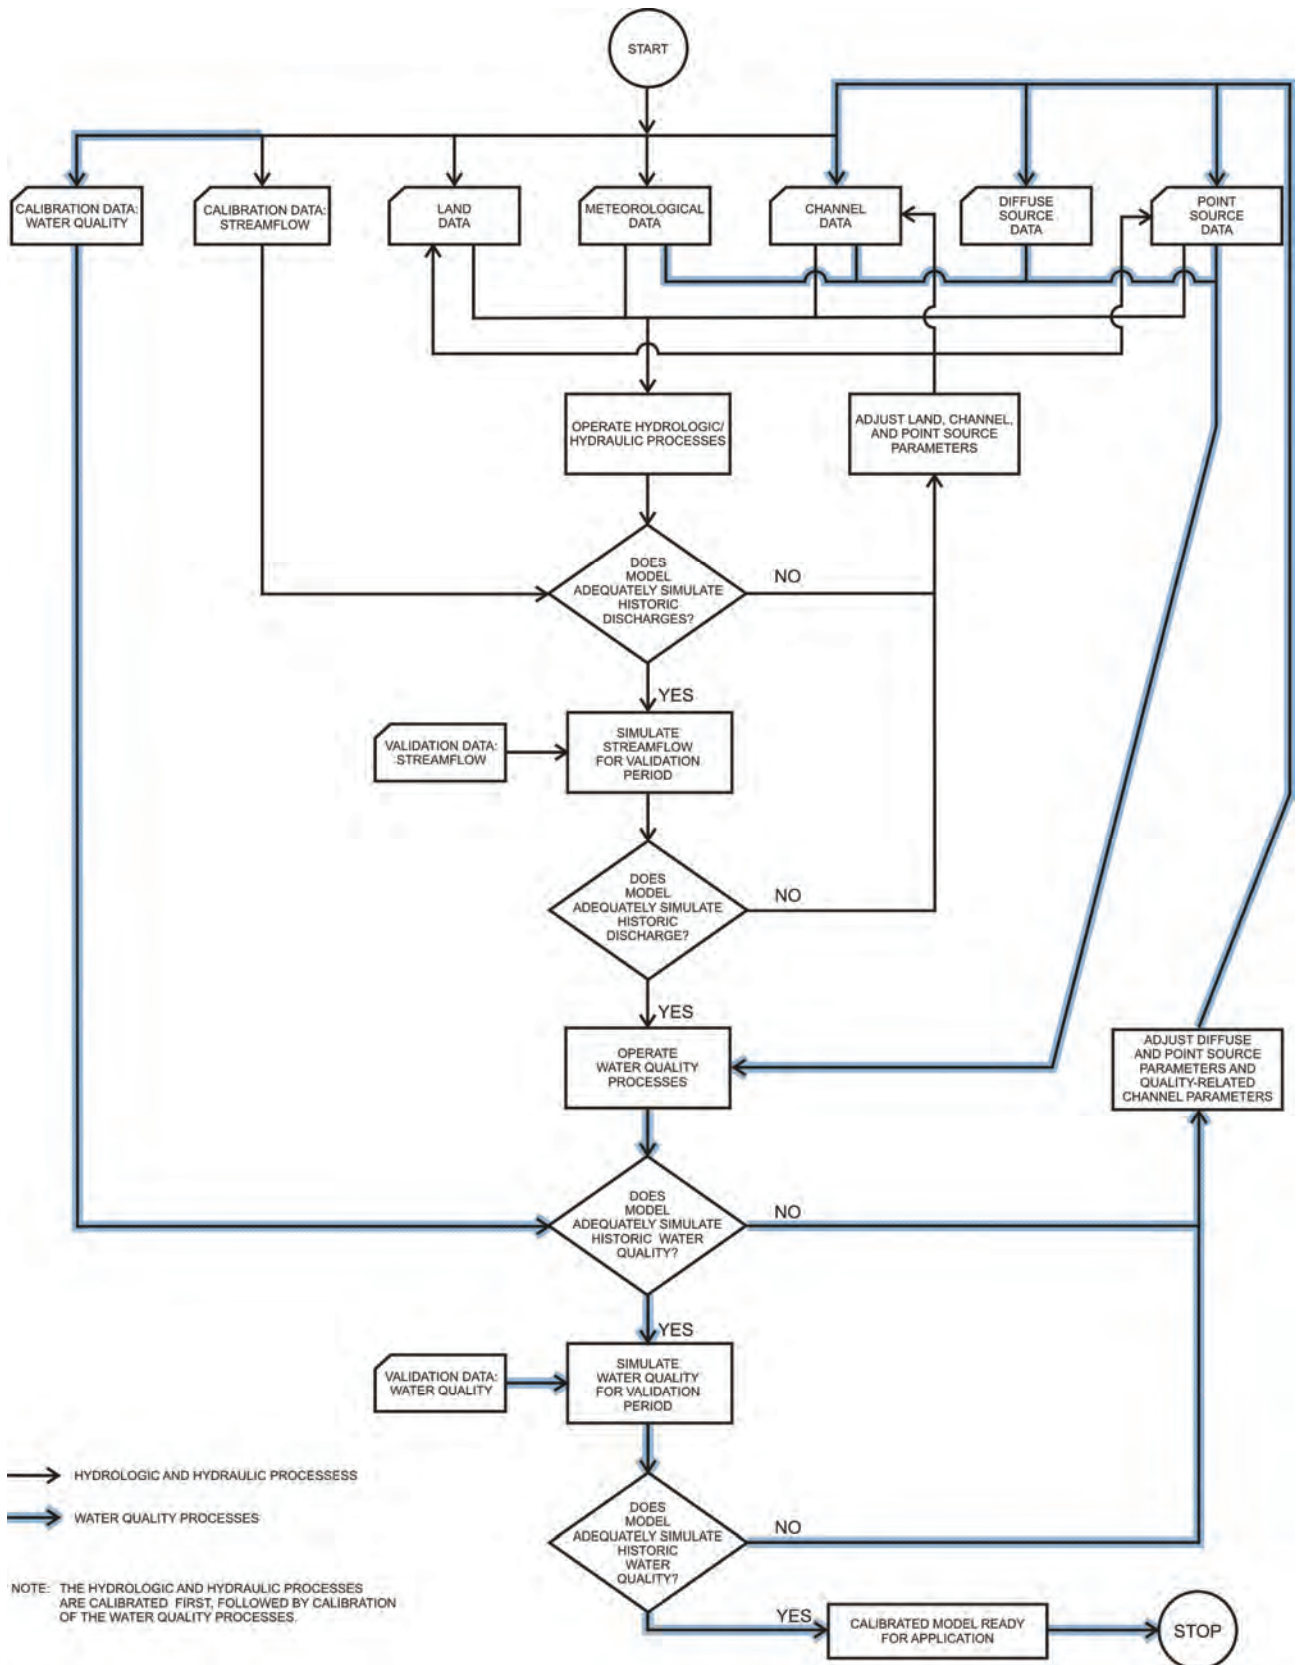 START
CALIBRATION DATA:
WATER QUALITY
CALIBRATION DATA:
STREAMFLOW
LAND
DATA
METEOROLOGICAL
DATA
CHANNEL
DATA
DIFFUSE
SOURCE
DATA
POINT
SOURCE
DATA
OPERATE HYDROLOGIC/
HYDRAULIC PROCESSES
ADJUST LAND, CHANNEL,
AND POINT SOURCE
PARAMETERS
DOES
MODEL
ADEQUATELY SIMULATE
HISTORIC
DISCHARGES?
NO
YES
VALIDATION DATA:
STREAMFLOW
SIMULATE
STREAMFLOW
FOR VALIDATION
PERIOD
DOES
MODEL
ADEQUATELY SIMULATE
HISTORIC
DISCHARGE?
NO
YES
OPERATE
WATER QUALITY
PROCESSES
ADJUST DIFFUSE
AND POINT SOURCE
PARAMETERS AND
QUALITY-RELATED
CHANNEL PARAMETERS
DOES
MODEL
ADEQUATELY SIMULATE
HISTORIC WATER
QUALITY?
NO
YES
VALIDATION DATA:
WATER QUALITY
SIMULATE
WATER QUALITY
FOR VALIDATION
PERIOD
DOES
MODEL
ADEQUATELY SIMULATE
HISTORIC
WATER
QUALITY?
NO
YES
CALIBRATED MODEL READY
FOR APPLICATION
STOP
HYDROLOGIC AND HYDRAULIC PROCESSESS
WATER QUALITY PROCESSES
NOTE: THE HYDROLOGIC AND HYDRAULIC PROCESSES
ARE CALIBRATED FIRST, FOLLOWED BY CALIBRATION
OF THE WATER QUALITY PROCESSES.